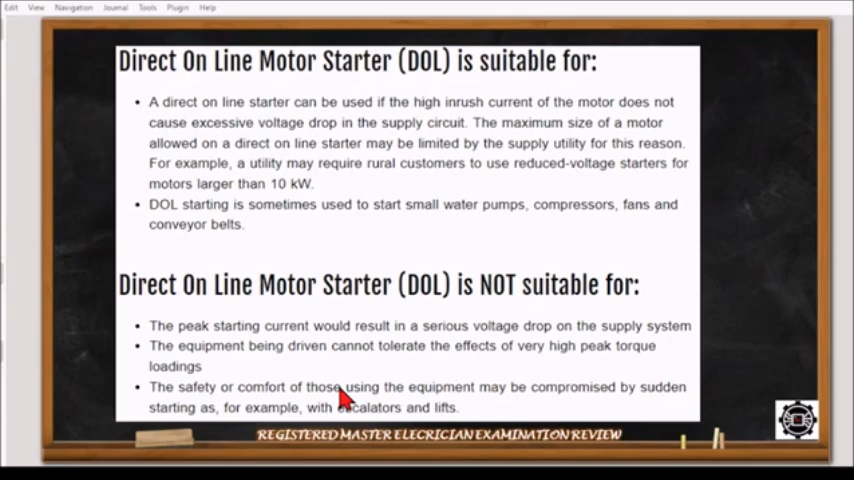 Edit View Navigation Journal Tools Plugin Help
Direct On Line Motor Starter (DOL) is suitable for:
• A direct on line starter can be used if the high inrush current of the motor does not
cause excessive voltage drop in the supply circuit. The maximum size of a motor
allowed on a direct on line starter may be limited by the supply utility for this reason.
For example, a utility may require rural customers to use reduced-voltage starters for
motors larger than 10 kW.
• DOL starting is sometimes used to start small water pumps, compressors, fans and
conveyor belts.
Direct On Line Motor Starter (DOL) is NOT suitable for:
• The peak starting current would result in a serious voltage drop on the supply system
• The equipment being driven cannot tolerate the effects of very high peak torque
loadings
• The safety or comfort of those using the equipment may be compromised by sudden
starting as, for example, with escalators and lifts.
REGISTERED MASTER ELECRICIAN EXAMINATION REVIEW